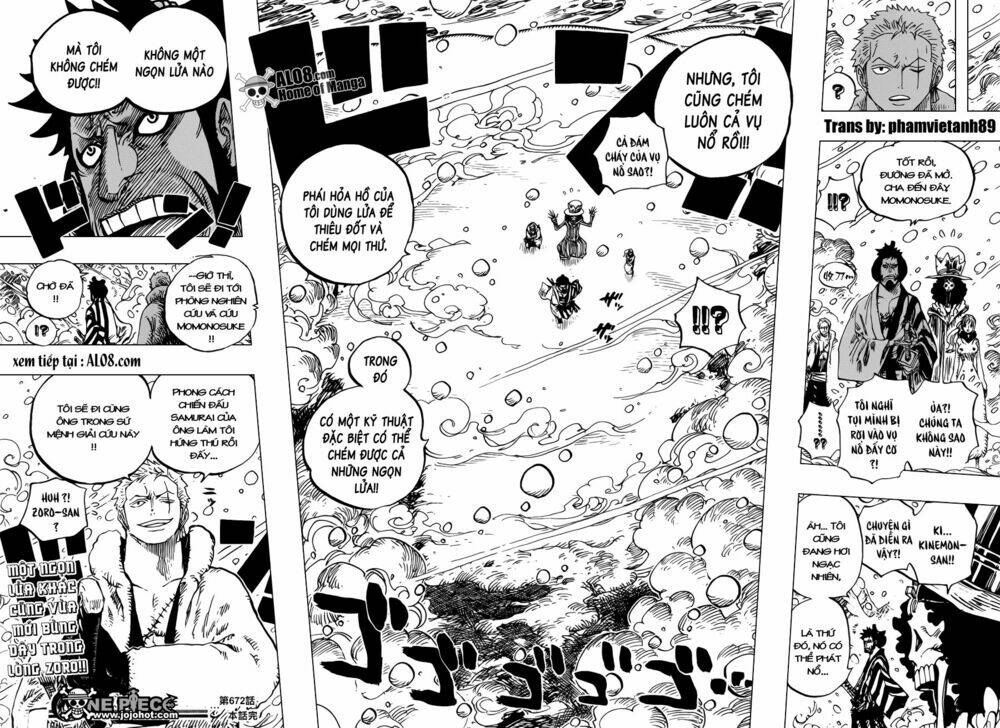 ?
Trans by: phamvietanh89
TỐT RỒI,
ĐƯỜNG ĐÃ MỞ.
CHA ĐẾN ĐÂY
MOMONOSUKE.
!!?
!!?
ỦA?!
CHÚNG TA
KHÔNG SAO
NÀY!!
TÔI NGHĨ
TỤI MÌNH BỊ
RƠI VÀO VỤ
NỔ ĐẤY CƠ
?!
........
??
KI...
KINEMON-
SAN!!
CHUYỆN GÌ
ĐÃ DIỄN RA
VẬY?!
ÀH... TÔI
CŨNG
ĐANG HƠI
NGẠC
NHIÊN,
LÀ THỨ
ĐÓ, NÓ CÓ
THỂ PHÁT
NỔ...
NHƯNG, TÔI
CŨNG CHÉM
LUÔN CẢ VỤ
NỔ RỒI!!!
CẢ ĐÁM
CHÁY CỦA VỤ
NỔ SAO?!
AL08.com
Home of Manga
PHÁI HỎA HỒ CỦA
TÔI DÙNG LỬA ĐỂ
THIÊU ĐỐT VÀ
CHÉM MỌI THỨ.
!!?
TRONG
ĐÓ
CÓ MỘT KỸ THUẬT
ĐẶC BIỆT CÓ THỂ
CHÉM ĐƯỢC CẢ
NHỮNG NGỌN
LỬA!!
ゴゴゴゴ
KHÔNG MỘT
NGỌN LỬA NÀO
MÀ TÔI
KHÔNG CHÉM
ĐƯỢC!!
---GIỜ THÌ,
TÔI SẼ ĐI TỚI
PHÒNG NGHIÊN
CỨU VÀ CỨU
MOMONOSUKE
CHỜ ĐÃ
!!
!?
xem tiếp tại : AL08.com
PHONG CÁCH
CHIẾN ĐẤU
SAMURAI CỦA
ÔNG LÀM TÔI
HỨNG THÚ RỒI
ĐẤY...
TÔI SẼ ĐI CÙNG
ÔNG TRONG SỨ
MỆNH GIẢI CỨU NÀY
!!
HUH ?!
ZORO-SAN
?
MỘT NGỌN
LỬA KHÁC
CŨNG VỪA
MỚI BÙNG
DẬY TRONG
LÒNG ZORO!!
ONE PIECE
www.jojohot.com
第672話
本話完